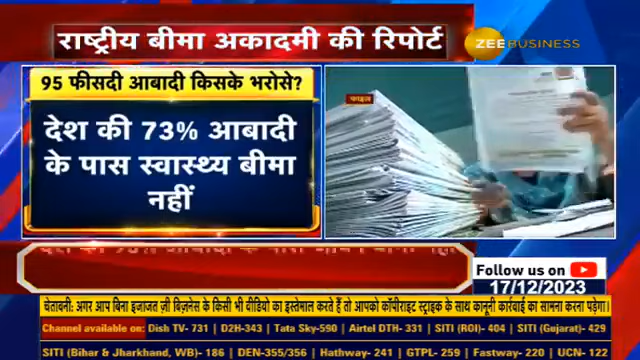 राष्ट्रीय बीमा अकादमी की रिपोर्ट
ZEE BUSINESS
95 फीसदी आबादी किसके भरोसे?
देश की 73% आबादी
के पास स्वास्थ्य बीमा
नहीं
फाइल
Follow us on
17/12/2023
चेतावनी: अगर आप बिना इजाजत ज़ी बिज़नेस के किसी भी वीडियो का इस्तेमाल करते हैं तो आपको कॉपीराइट स्ट्राइक के साथ कानूनी कार्रवाई का सामना करना पड़ेगा।
Channel available on: Dish TV- 731 | D2H-343 | Tata Sky-590 | Airtel DTH- 331 | SITI (ROI)- 404 | SITI (Gujarat)- 429
SITI (Bihar & Jharkhand, WB)- 186 | DEN-355/356 | Hathway- 241 | GTPL- 259 | Fastway- 220 | UCN- 122